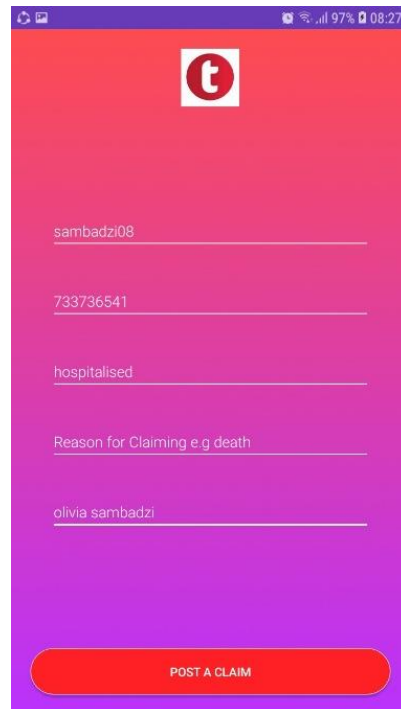 97% 08:27
t
sambadzi08
733736541
hospitalised
Reason for Claiming e.g death
olivia sambadzi
POST A CLAIM